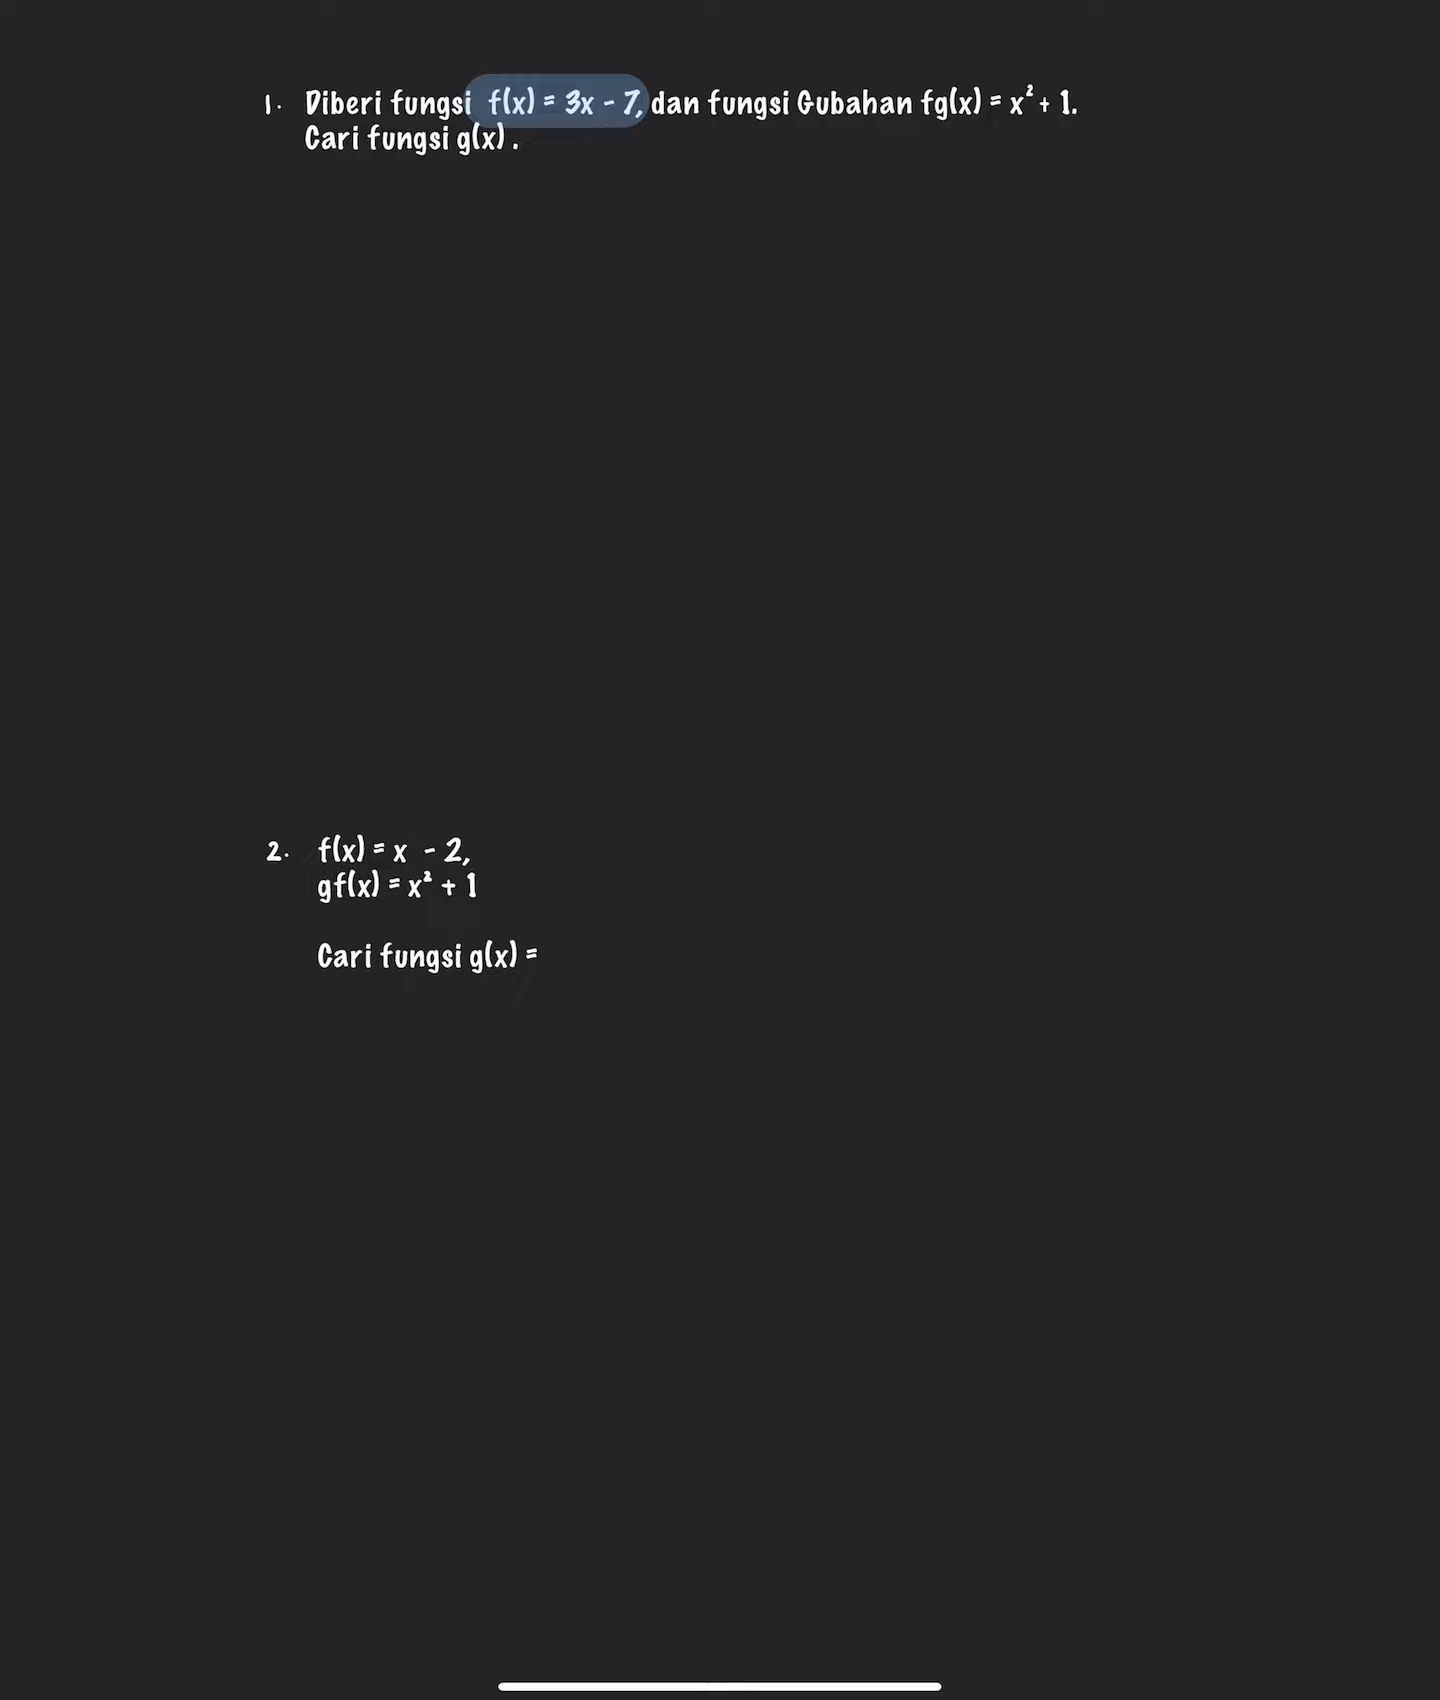 1. Diberi fungsi f(x) = 3x - 7, dan fungsi Gubahan fg(x) = x² + 1.
Cari fungsi g(x).
2. f(x) = x - 2,
gf(x) = x² + 1
Cari fungsi g(x) =